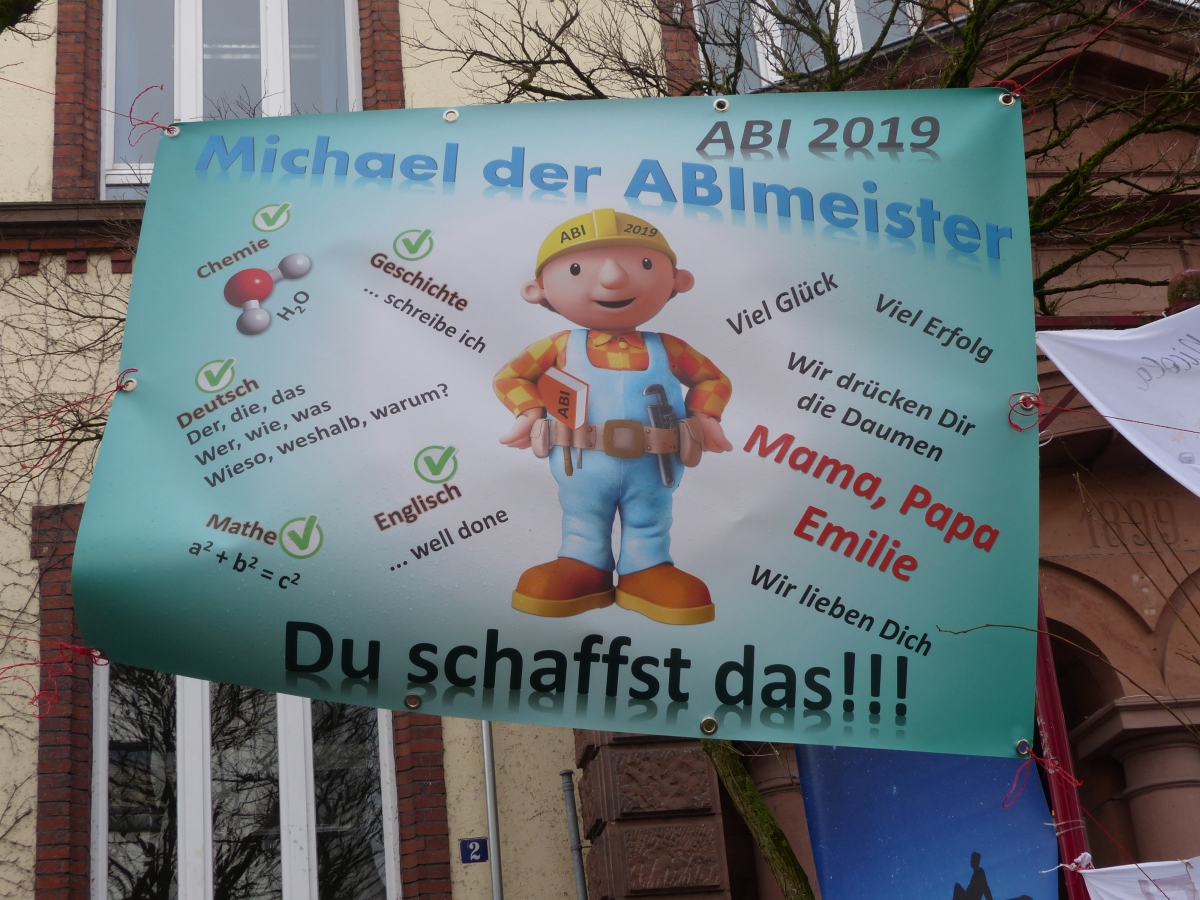 ABI 2019
Michael der ABImeister
ABI 2019
Chemie
H₂O
Geschichte
... schreibe ich
Deutsch
Der, die, das
Wer, wie, was
Wieso, weshalb, warum?
Mathe
a² + b² = c²
Englisch
... well done
ABI
Viel Glück
Viel Erfolg
Wir drücken Dir
die Daumen
Mama, Papa
Emilie
Wir lieben Dich
Du schaffst das!!!
1899
2